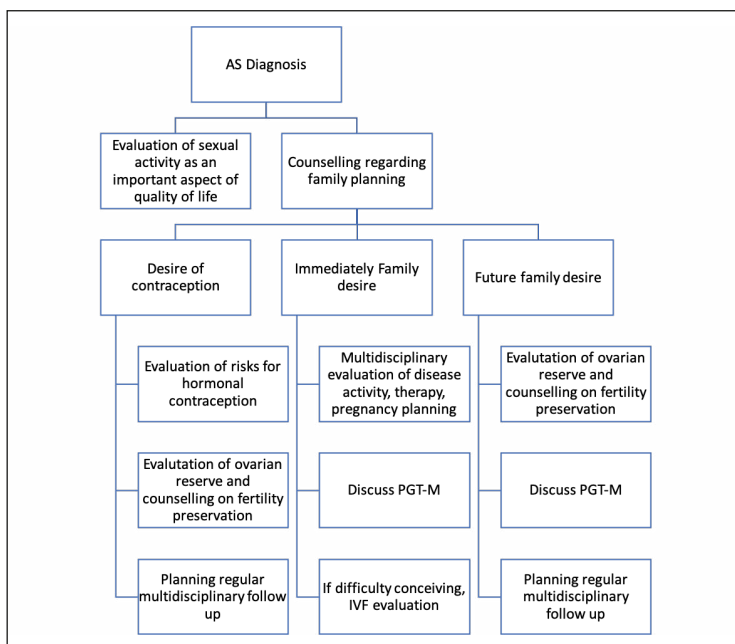 AS Diagnosis
Evaluation of sexual
activity as an
important aspect of
quality of life
Counselling regarding
family planning
Desire of
contraception
Immediately Family
desire
Future family desire
Evaluation of risks for
hormonal
contraception
Multidisciplinary
evaluation of disease
activity, therapy,
pregnancy planning
Evalutation of ovarian
reserve and
counselling on fertility
preservation
Evalutation of ovarian
reserve and
counselling on fertility
preservation
Discuss PGT-M
Discuss PGT-M
Planning regular
multidisciplinary follow
up
If difficulty conceiving,
IVF evaluation
Planning regular
multidisciplinary
follow up